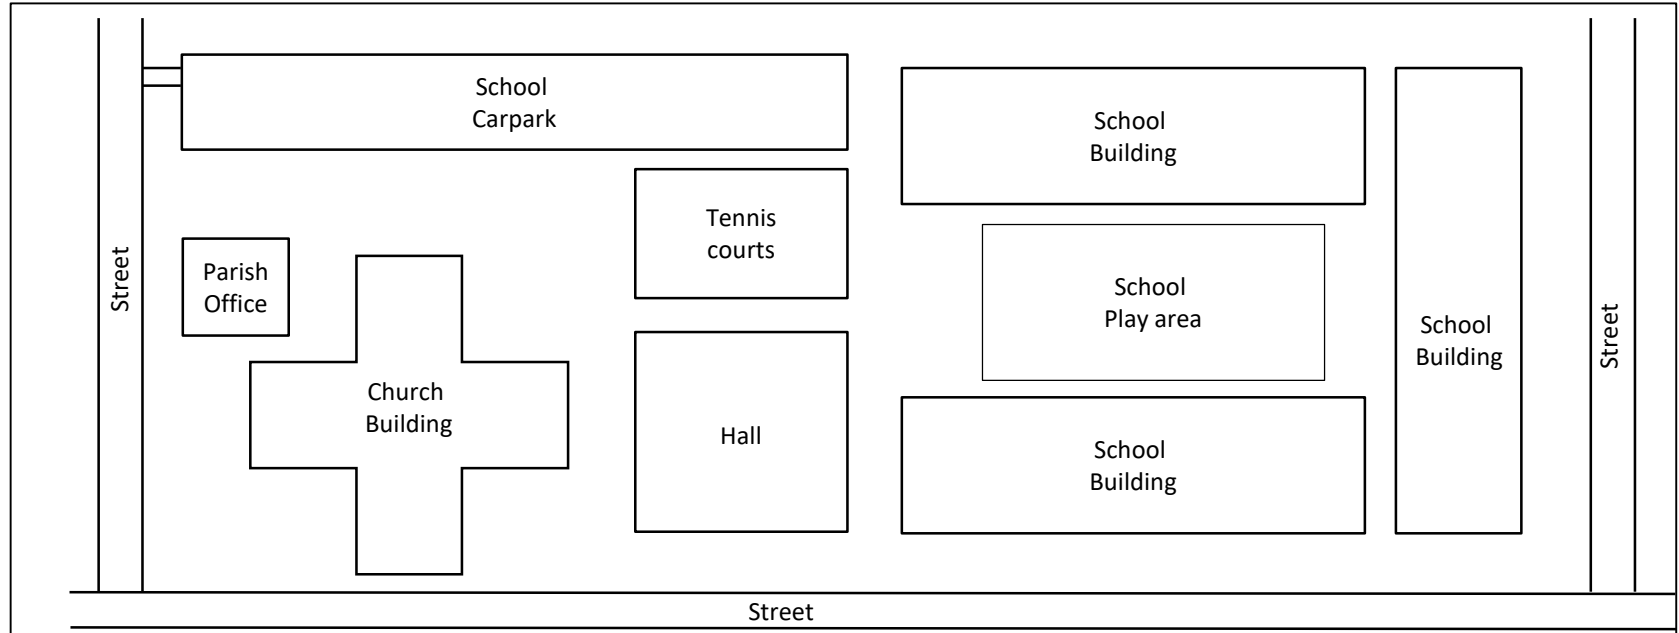 School
Carpark
School
Building
Tennis
courts
Street
Parish
Office
School
Play area
Street
School
Building
Church
Building
Hall
School
Building
Street